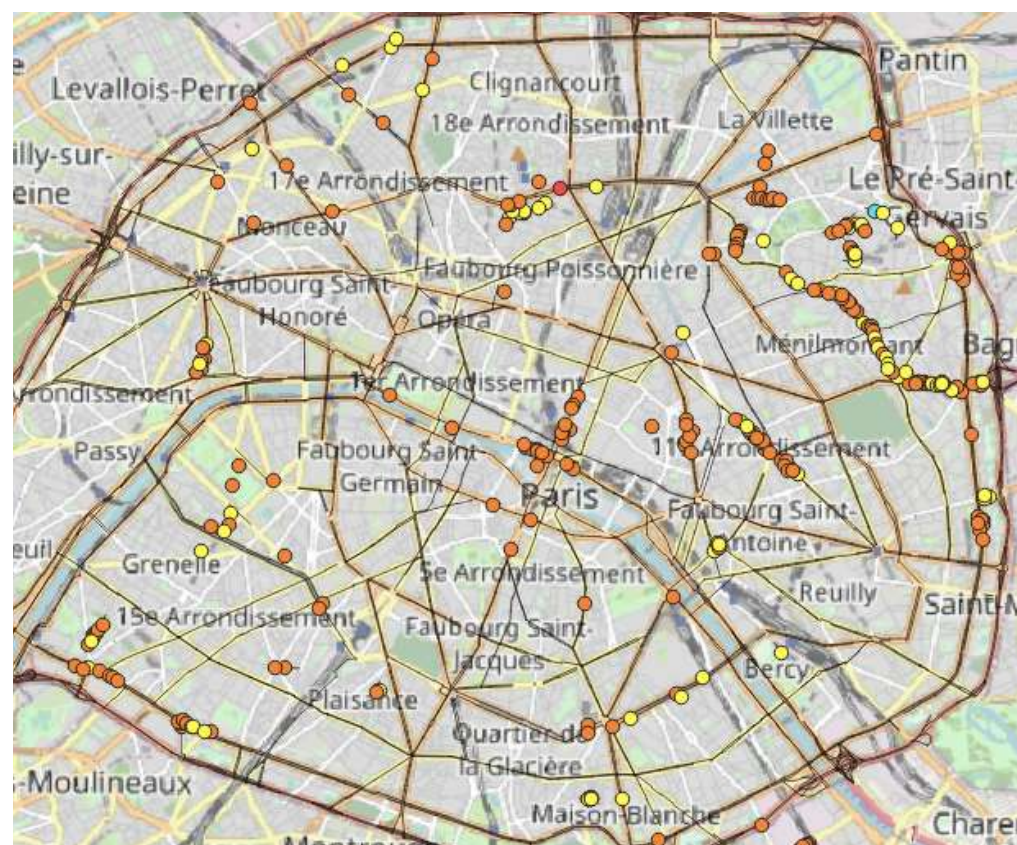 Pantin
Levallois-Perret
Clignancourt
18e Arrondissement
La Villette
illy-sur-
eine
17e Arrondissement
Le Pré-Saint-
Gervais
Monceau
Faubourg Poissonnière
Faubourg Saint-
Honoré
Opéra
Ménilmontant
Bag
1er Arrondissement
rrondissement
Passy
Faubourg Saint-
Germain
11e Arrondissement
Paris
Faubourg Saint-
Antoine
euil
Grenelle
5e Arrondissement
Reuilly
Saint-M
15e Arrondissement
Faubourg Saint-
Jacques
Bercy
Plaisance
Quartier de
la Glacière
s-Moulineaux
Maison-Blanche
Charen